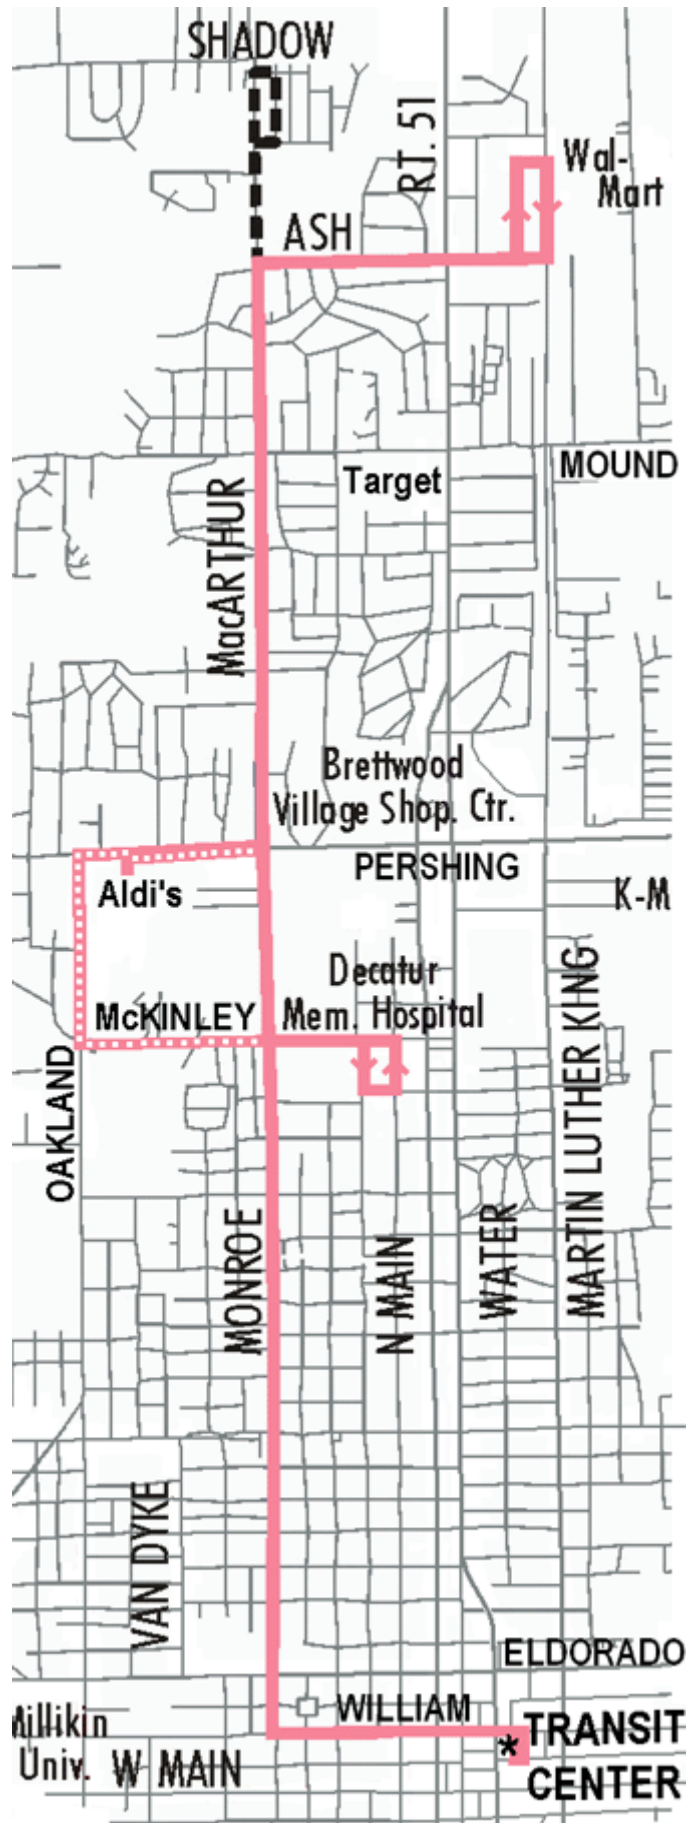 SHADOW
RT. 51
Wal-
Mart
ASH
MOUND
Target
MacARTHUR
Brettwood
Village Shop. Ctr.
PERSHING
Aldi's
K-M
Decatur
Mem. Hospital
McKINLEY
MARTIN LUTHER KING
OAKLAND
MONROE
N MAIN
WATER
VAN DYKE
ELDORADO
WILLIAM
Millikin
Univ.
W MAIN
* TRANSIT
CENTER